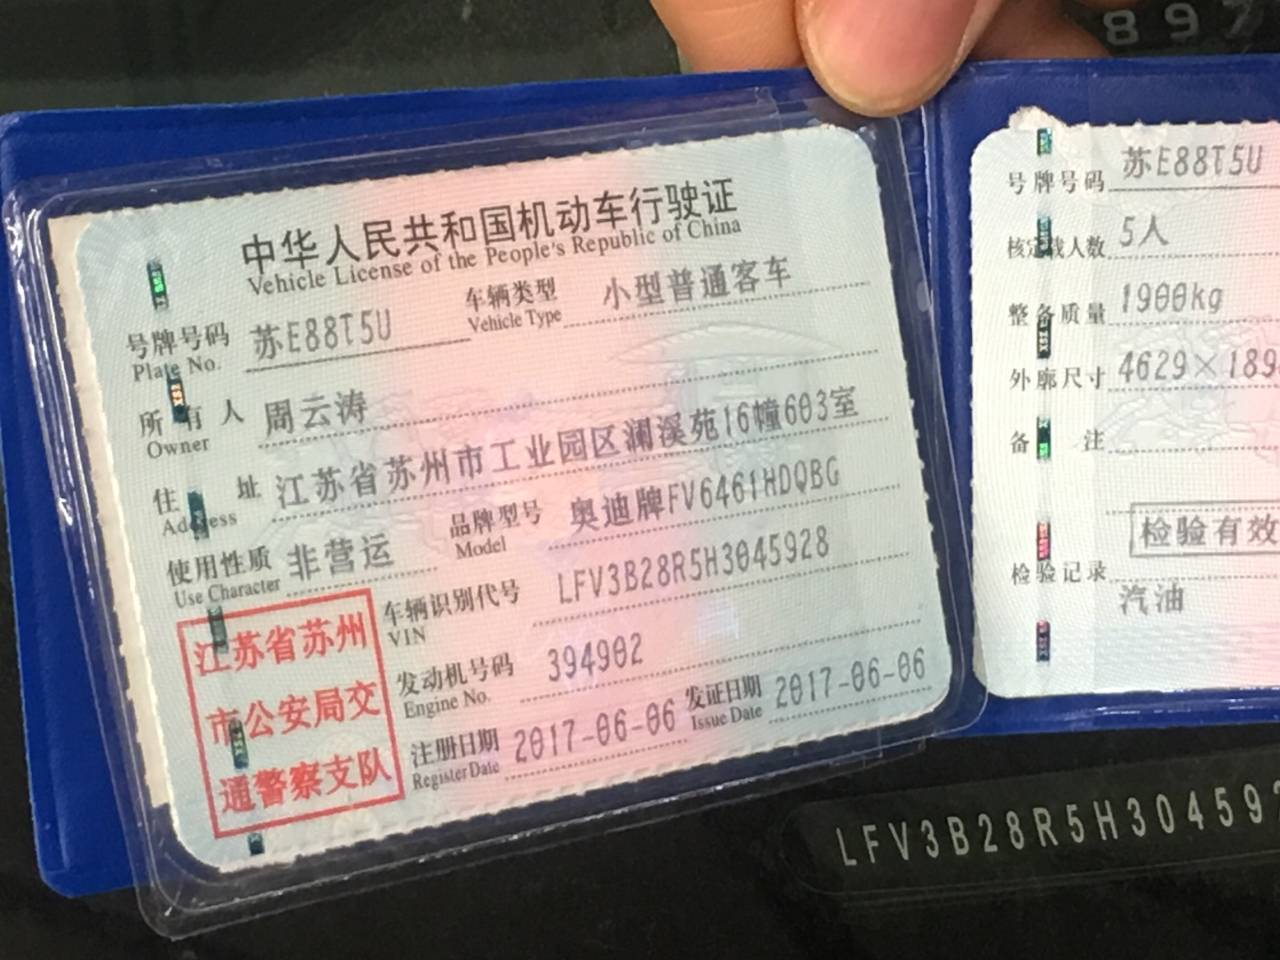 897
中华人民共和国机动车行驶证
Vehicle License of the People's Republic of China
号牌号码 苏E88T5U 车辆类型 小型普通客车
Plate No. Vehicle Type
所有人 周云涛
Owner
住址 江苏省苏州市工业园区澜溪苑16幢603室
Address
使用性质 非营运 品牌型号 奥迪牌FV6461HDQBG
Use Character Model
车辆识别代号 LFV3B28R5H3045928
VIN
发动机号码 394902
Engine No.
注册日期 2017-06-06 发证日期 2017-06-06
Register Date Issue Date
江苏省苏州
市公安局交
通警察支队
号牌号码 苏E88T5U
核定载人数 5人
整备质量 1900kg
外廓尺寸 4629×189
备注
检验有效
检验记录
汽油
LFV3B28R5H304592